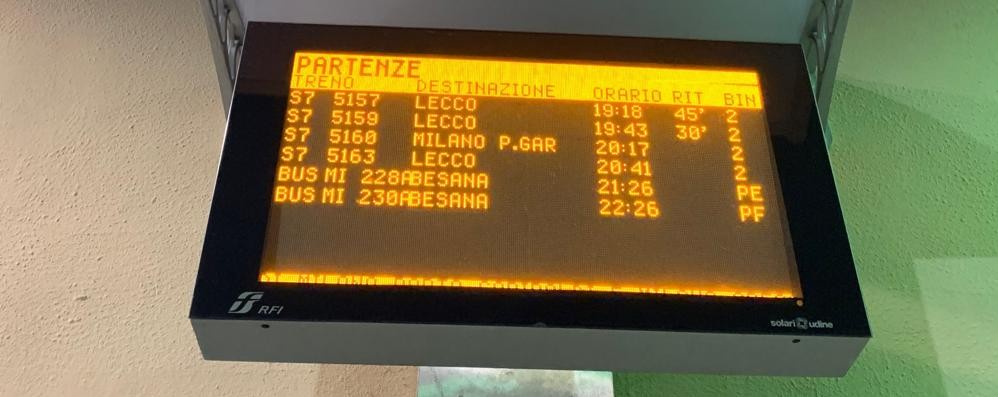 PARTENZE
TRENO DESTINAZIONE ORARIO RIT BIN
S7 5157 LECCO 19:18 45' 2
S7 5159 LECCO 19:43 30' 2
S7 5160 MILANO P.GAR 20:17 2
S7 5163 LECCO 20:41 2
BUS MI 228A BESANA 21:26 PE
BUS MI 230A BESANA 22:26 PF
RFI
solari udine